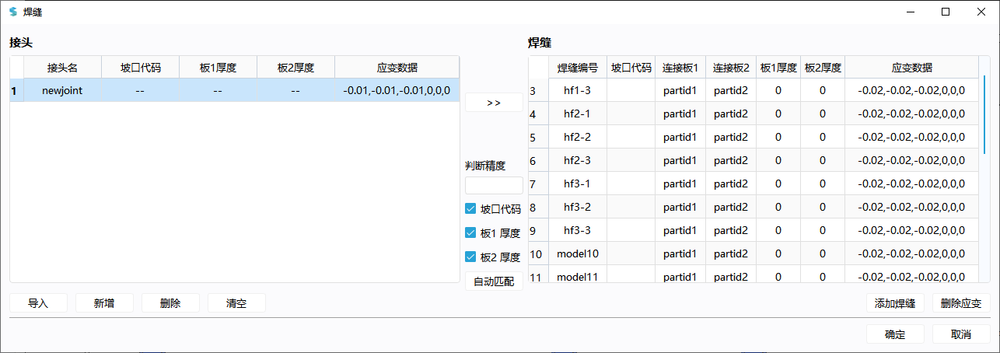 焊缝
接头
接头名 坡口代码 板1厚度 板2厚度 应变数据
1 newjoint -- -- -- -0.01,-0.01,-0.01,0,0,0
导入 新增 删除 清空
>>
判断精度
坡口代码
板1 厚度
板2 厚度
自动匹配
焊缝
焊缝编号 坡口代码 连接板1 连接板2 板1厚度 板2厚度 应变数据
3 hf1-3 partid1 partid2 0 0 -0.02,-0.02,-0.02,0,0,0
4 hf2-1 partid1 partid2 0 0 -0.02,-0.02,-0.02,0,0,0
5 hf2-2 partid1 partid2 0 0 -0.02,-0.02,-0.02,0,0,0
6 hf2-3 partid1 partid2 0 0 -0.02,-0.02,-0.02,0,0,0
7 hf3-1 partid1 partid2 0 0 -0.02,-0.02,-0.02,0,0,0
8 hf3-2 partid1 partid2 0 0 -0.02,-0.02,-0.02,0,0,0
9 hf3-3 partid1 partid2 0 0 -0.02,-0.02,-0.02,0,0,0
10 model10 partid1 partid2 0 0 -0.02,-0.02,-0.02,0,0,0
11 model11 partid1 partid2 0 0 -0.02,-0.02,-0.02,0,0,0
添加焊缝 删除应变
确定 取消